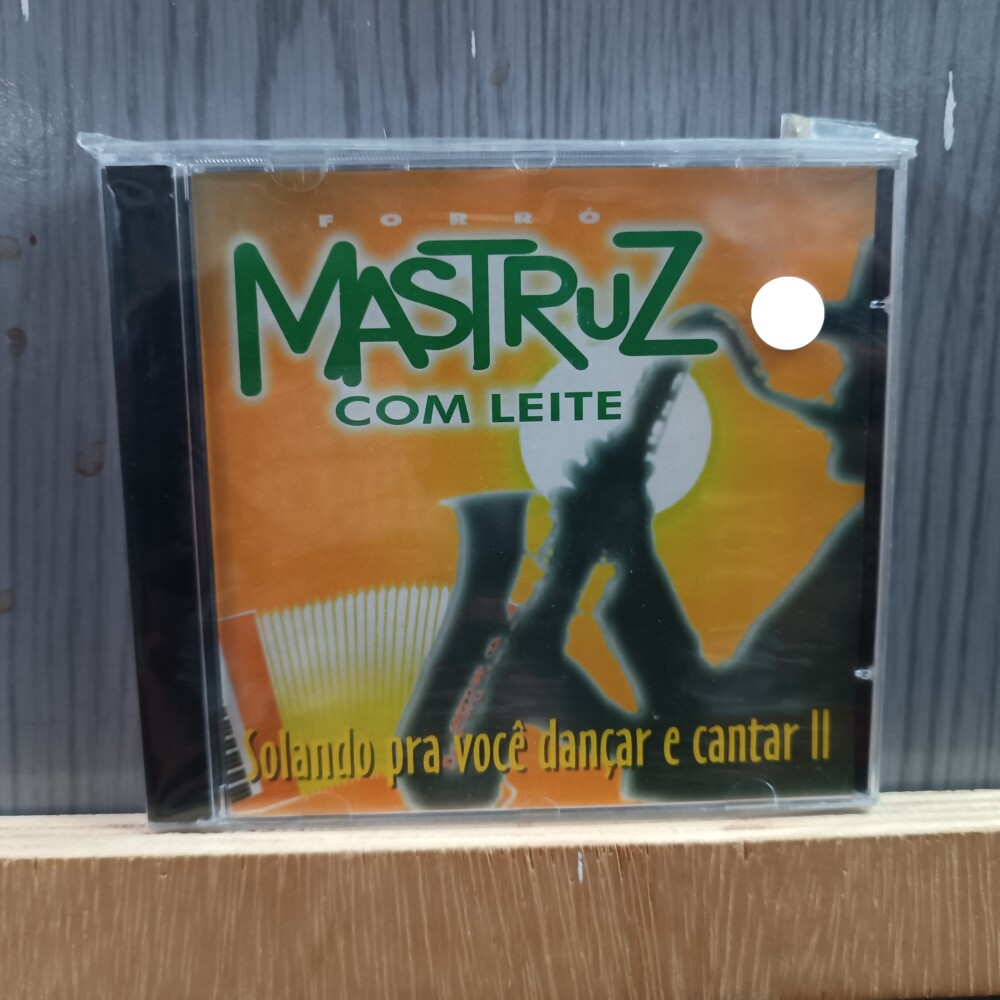 FORRÓ
MASTRUZ
COM LEITE
Solando pra você dançar e cantar II